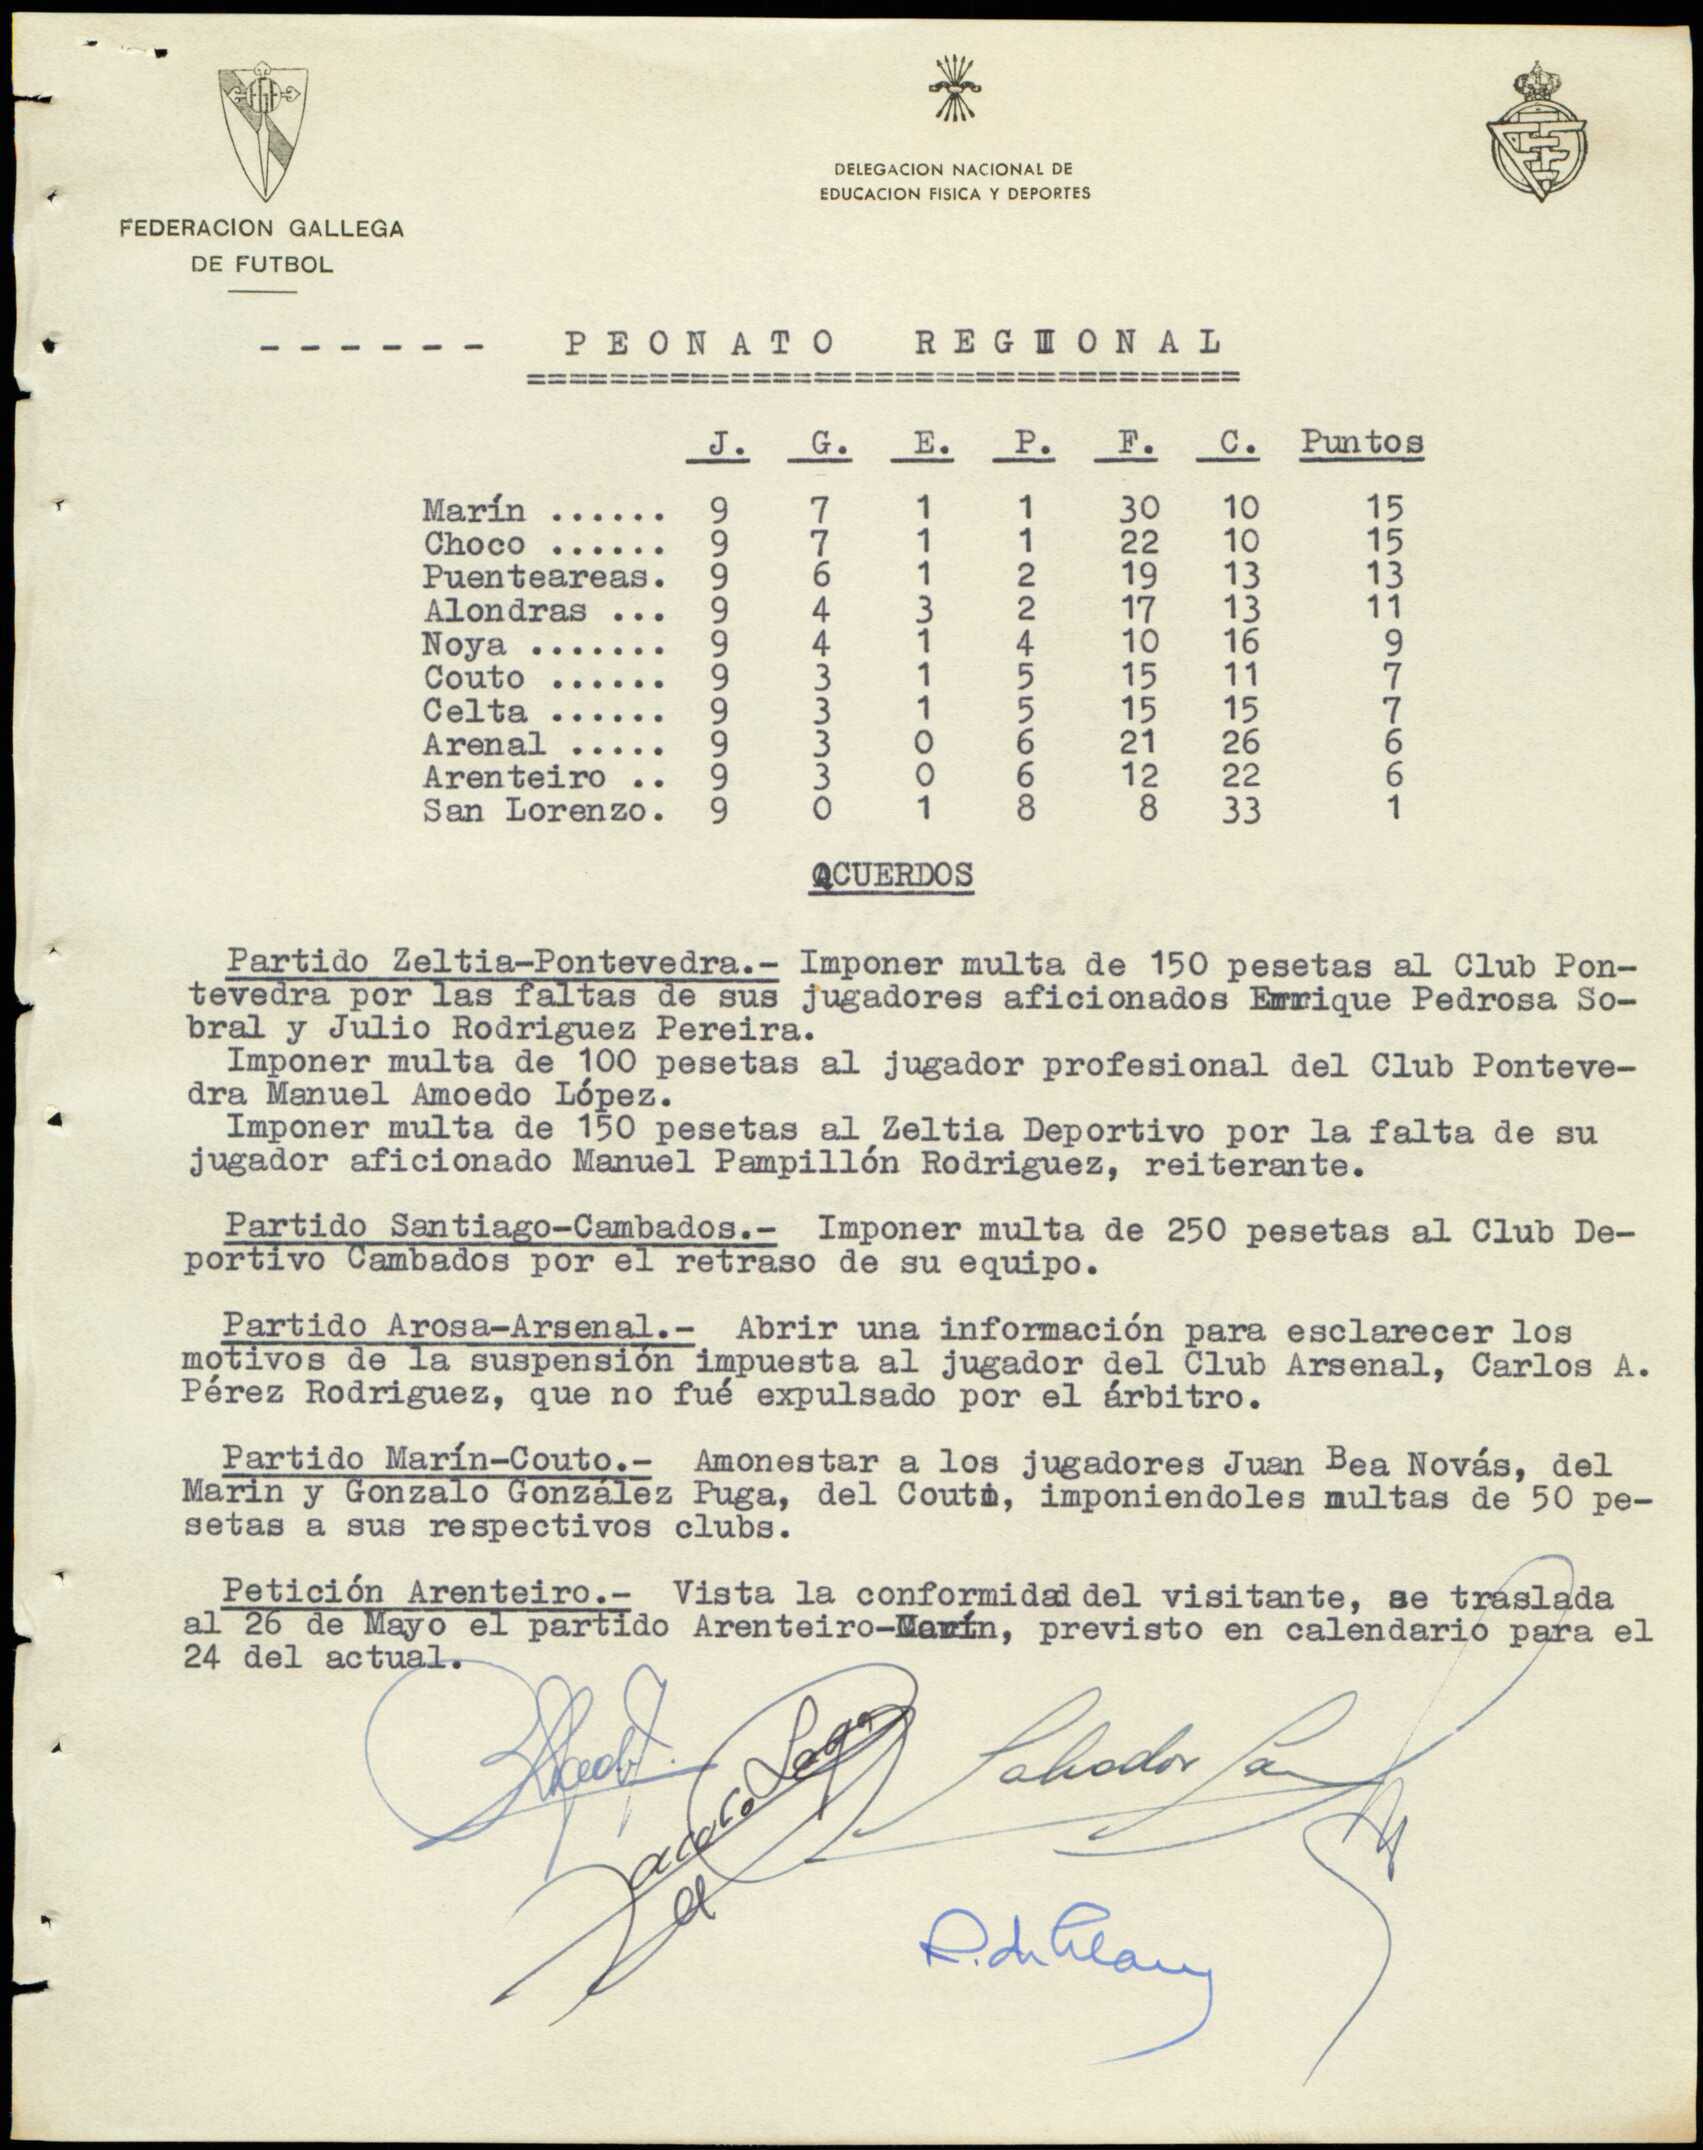 FEDERACION GALLEGA
DE FUTBOL
DELEGACION NACIONAL DE
EDUCACION FISICA Y DEPORTES
- - - - - - P E O N A T O   R E G I O N A L
J. G. E. P. F. C. Puntos
Marín ...... 9 7 1 1 30 10 15
Choco ...... 9 7 1 1 22 10 15
Puenteareas. 9 6 1 2 19 13 13
Alondras ... 9 4 3 2 17 13 11
Noya ....... 9 4 1 4 10 16 9
Couto ...... 9 3 1 5 15 11 7
Celta ...... 9 3 1 5 15 15 7
Arenal ..... 9 3 0 6 21 26 6
Arenteiro .. 9 3 0 6 12 22 6
San Lorenzo. 9 0 1 8 8 33 1
ACUERDOS
Partido Zeltia-Pontevedra.- Imponer multa de 150 pesetas al Club Pon-
tevedra por las faltas de sus jugadores aficionados Enrique Pedrosa So-
bral y Julio Rodriguez Pereira.
Imponer multa de 100 pesetas al jugador profesional del Club Ponteve-
dra Manuel Amoedo López.
Imponer multa de 150 pesetas al Zeltia Deportivo por la falta de su
jugador aficionado Manuel Pampillón Rodriguez, reiterante.
Partido Santiago-Cambados.- Imponer multa de 250 pesetas al Club De-
portivo Cambados por el retraso de su equipo.
Partido Arosa-Arsenal.- Abrir una información para esclarecer los
motivos de la suspensión impuesta al jugador del Club Arsenal, Carlos A.
Pérez Rodriguez, que no fué expulsado por el árbitro.
Partido Marín-Couto.- Amonestar a los jugadores Juan Bea Novás, del
Marin y Gonzalo González Puga, del Couto, imponiendoles multas de 50 pe-
setas a sus respectivos clubs.
Petición Arenteiro.- Vista la conformidad del visitante, se traslada
al 26 de Mayo el partido Arenteiro-Marín, previsto en calendario para el
24 del actual.
Lago
Salvador